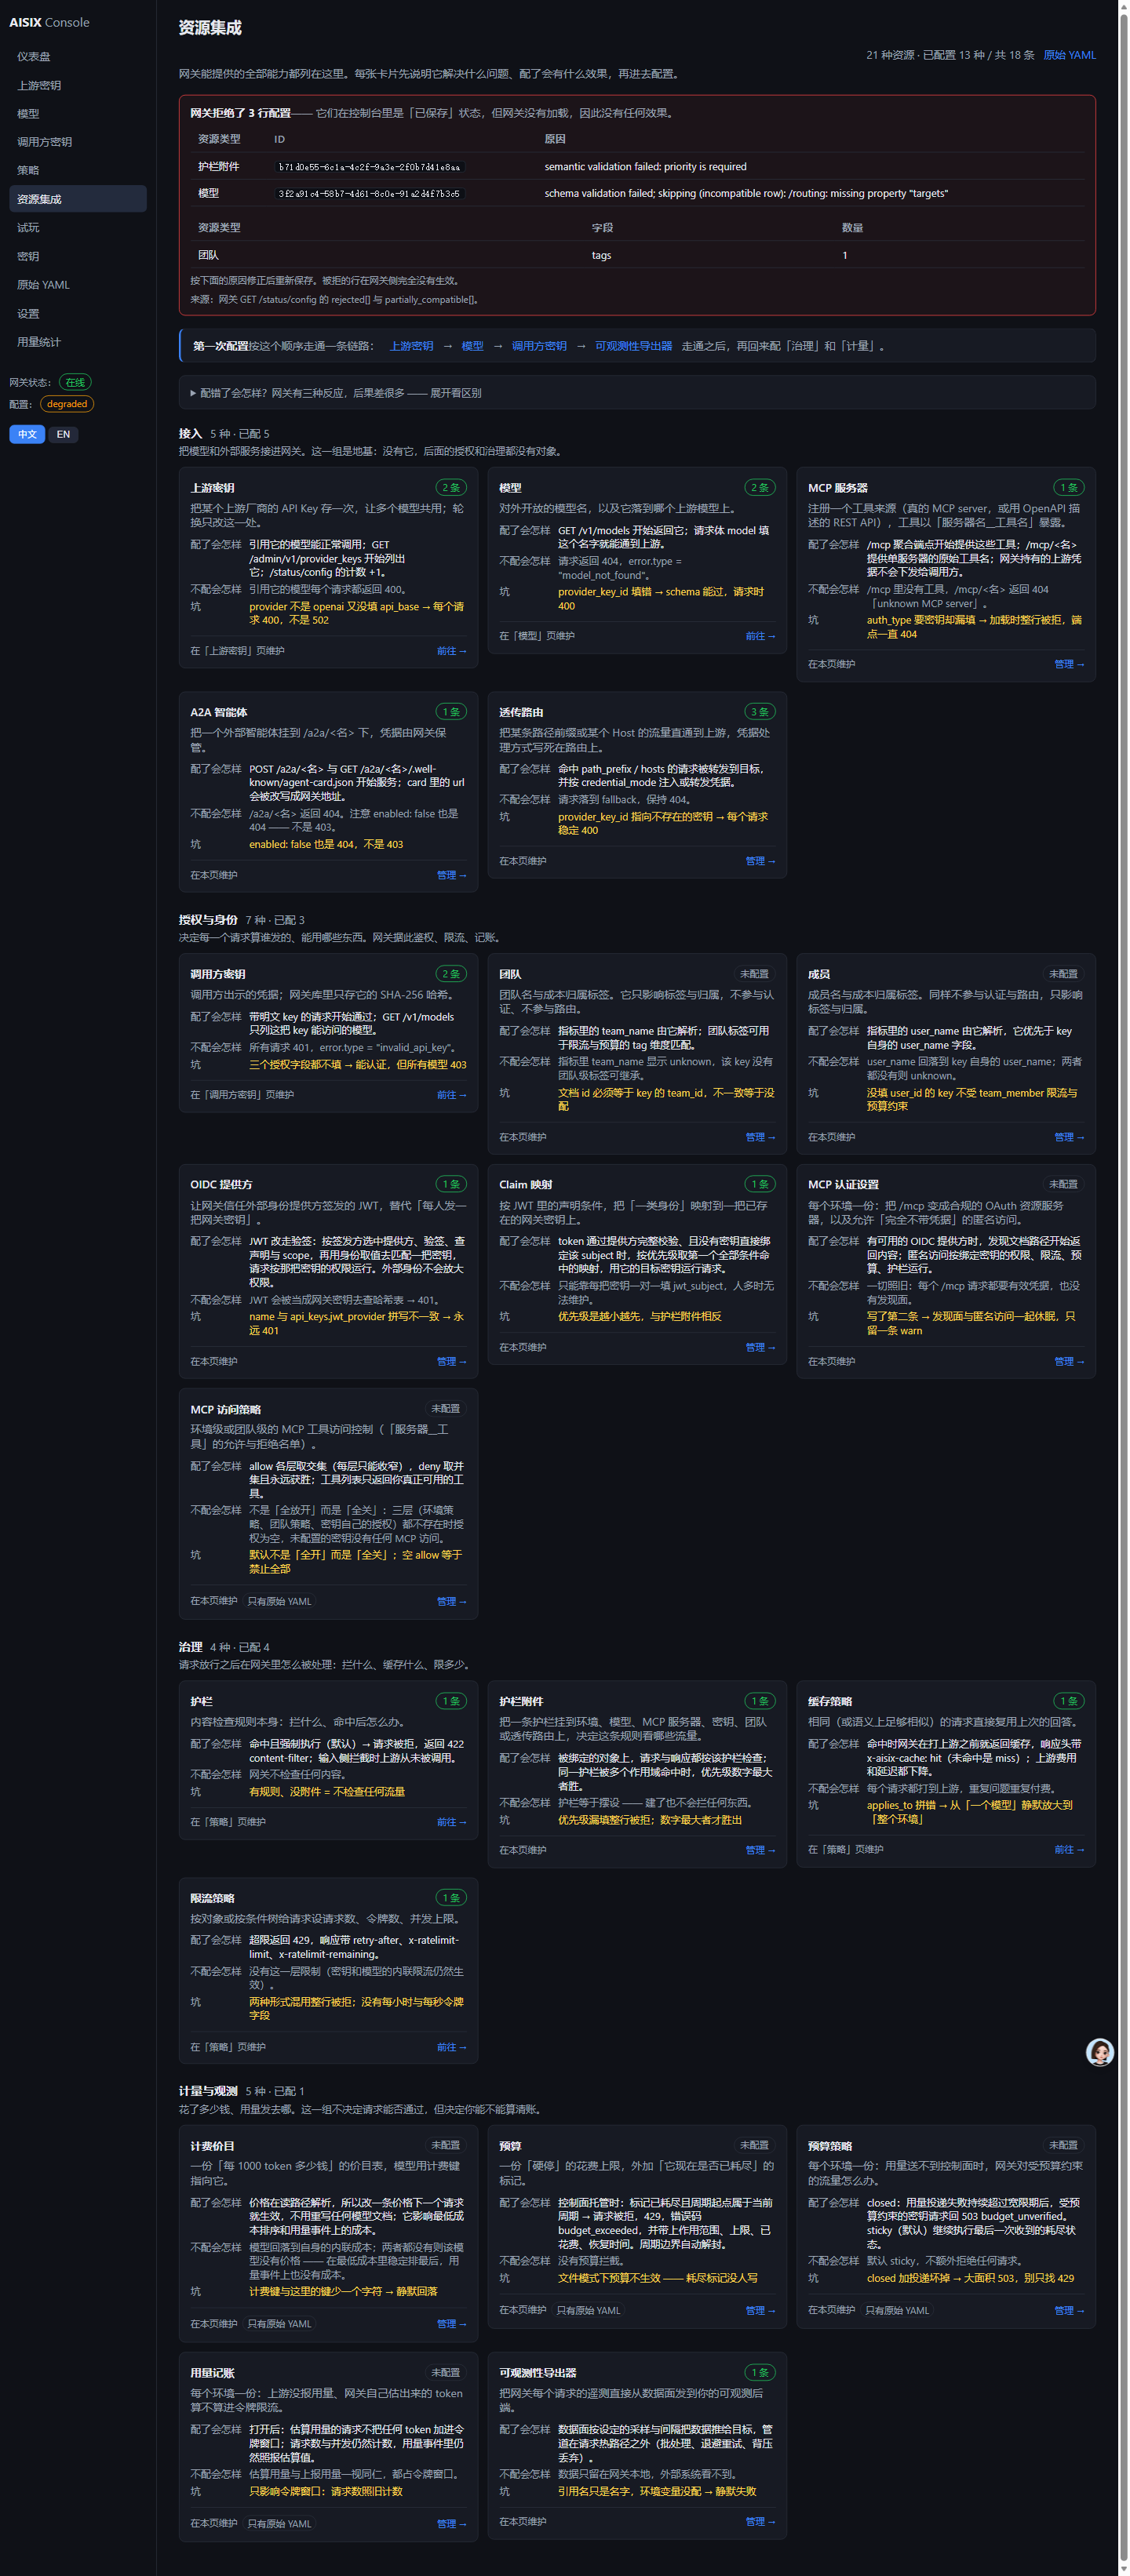 AISIX Console
仪表盘
上游密钥
模型
调用方密钥
策略
资源集成
试玩
密钥
原始 YAML
设置
用量统计
网关状态： 在线
配置： degraded
中文 EN
资源集成
21 种资源 · 已配置 13 种 / 共 18 条 原始 YAML
网关能提供的全部能力都列在这里。每张卡片先说明它解决什么问题、配了会有什么效果，再进去配置。
网关拒绝了 3 行配置—— 它们在控制台里是「已保存」状态，但网关没有加载，因此没有任何效果。
资源类型 ID 原因
护栏附件 b71d0e55-6c1a-4c2f-9a3e-2f0b7d41e8aa semantic validation failed: priority is required
模型 3f2a91c4-58b7-4d61-8c0e-91a2d4f7b3c5 schema validation failed; skipping (incompatible row): /routing: missing property "targets"
资源类型 字段 数量
团队 tags 1
按下面的原因修正后重新保存。被拒的行在网关侧完全没有生效。
来源：网关 GET /status/config 的 rejected[] 与 partially_compatible[]。
第一次配置按这个顺序走通一条链路： 上游密钥 → 模型 → 调用方密钥 → 可观测性导出器 走通之后，再回来配「治理」和「计量」。
▶ 配错了会怎样？网关有三种反应，后果差很多 —— 展开看区别
接入 5 种 · 已配 5
把模型和外部服务接进网关。这一组是地基：没有它，后面的授权和治理都没有对象。
上游密钥 2 条
把某个上游厂商的 API Key 存一次，让多个模型共用；轮
换只改这一处。
配了会怎样 引用它的模型能正常调用；GET
/admin/v1/provider_keys 开始列出
它；/status/config 的计数 +1。
不配会怎样 引用它的模型每个请求都返回 400。
坑 provider 不是 openai 又没填 api_base → 每个请
求 400，不是 502
在「上游密钥」页维护 前往 →
模型 2 条
对外开放的模型名，以及它落到哪个上游模型上。
配了会怎样 GET /v1/models 开始返回它；请求体 model 填
这个名字就能通到上游。
不配会怎样 请求返回 404，error.type =
"model_not_found"。
坑 provider_key_id 填错 → schema 能过，请求时
400
在「模型」页维护 前往 →
MCP 服务器 1 条
注册一个工具来源（真的 MCP server，或用 OpenAPI 描
述的 REST API），工具以「服务器名__工具名」暴露。
配了会怎样 /mcp 聚合端点开始提供这些工具；/mcp/<名>
提供单服务器的原始工具名；网关持有的上游凭
据不会下发给调用方。
不配会怎样 /mcp 里没有工具，/mcp/<名> 返回 404
「unknown MCP server」。
坑 auth_type 要密钥却漏填 → 加载时整行被拒，端
点一直 404
在本页维护 管理 →
A2A 智能体 1 条
把一个外部智能体挂到 /a2a/<名> 下，凭据由网关保
管。
配了会怎样 POST /a2a/<名> 与 GET /a2a/<名>/.well-
known/agent-card.json 开始服务；card 里的 url
会被改写成网关地址。
不配会怎样 /a2a/<名> 返回 404。注意 enabled: false 也是
404 —— 不是 403。
坑 enabled: false 也是 404，不是 403
在本页维护 管理 →
透传路由 3 条
把某条路径前缀或某个 Host 的流量直通到上游，凭据处
理方式写死在路由上。
配了会怎样 命中 path_prefix / hosts 的请求被转发到目标，
并按 credential_mode 注入或转发凭据。
不配会怎样 请求落到 fallback，保持 404。
坑 provider_key_id 指向不存在的密钥 → 每个请求
稳定 400
在本页维护 管理 →
授权与身份 7 种 · 已配 3
决定每一个请求算谁发的、能用哪些东西。网关据此鉴权、限流、记账。
调用方密钥 2 条
调用方出示的凭据；网关库里只存它的 SHA-256 哈希。
配了会怎样 带明文 key 的请求开始通过；GET /v1/models
只列这把 key 能访问的模型。
不配会怎样 所有请求 401，error.type = "invalid_api_key"。
坑 三个授权字段都不填 → 能认证，但所有模型 403
在「调用方密钥」页维护 前往 →
团队 未配置
团队名与成本归属标签。它只影响标签与归属，不参与认
证、不参与路由。
配了会怎样 指标里的 team_name 由它解析；团队标签可用
于限流与预算的 tag 维度匹配。
不配会怎样 指标里 team_name 显示 unknown，该 key 没有
团队级标签可继承。
坑 文档 id 必须等于 key 的 team_id，不一致等于没
配
在本页维护 管理 →
成员 未配置
成员名与成本归属标签。同样不参与认证与路由，只影响
标签与归属。
配了会怎样 指标里的 user_name 由它解析，它优先于 key
自身的 user_name 字段。
不配会怎样 user_name 回落到 key 自身的 user_name；两者
都没有则 unknown。
坑 没填 user_id 的 key 不受 team_member 限流与
预算约束
在本页维护 管理 →
OIDC 提供方 1 条
让网关信任外部身份提供方签发的 JWT，替代「每人发一
把网关密钥」。
配了会怎样 JWT 改走验签：按签发方选中提供方、验签、查
声明与 scope，再用身份取值去匹配一把密钥，
请求按那把密钥的权限运行。外部身份不会放大
权限。
不配会怎样 JWT 会被当成网关密钥去查哈希表 → 401。
坑 name 与 api_keys.jwt_provider 拼写不一致 → 永
远 401
在本页维护 管理 →
Claim 映射 1 条
按 JWT 里的声明条件，把「一类身份」映射到一把已存
在的网关密钥上。
配了会怎样 token 通过提供方完整校验、且没有密钥直接绑
定该 subject 时，按优先级取第一个全部条件命
中的映射，用它的目标密钥运行请求。
不配会怎样 只能靠每把密钥一对一填 jwt_subject，人多时无
法维护。
坑 优先级是越小越先，与护栏附件相反
在本页维护 管理 →
MCP 认证设置 未配置
每个环境一份：把 /mcp 变成合规的 OAuth 资源服务
器，以及允许「完全不带凭据」的匿名访问。
配了会怎样 有可用的 OIDC 提供方时，发现文档路径开始返
回内容；匿名访问按绑定密钥的权限、限流、预
算、护栏运行。
不配会怎样 一切照旧：每个 /mcp 请求都要有效凭据，也没
有发现面。
坑 写了第二条 → 发现面与匿名访问一起休眠，只
留一条 warn
在本页维护 管理 →
MCP 访问策略 未配置
环境级或团队级的 MCP 工具访问控制（「服务器__工
具」的允许与拒绝名单）。
配了会怎样 allow 各层取交集（每层只能收窄），deny 取并
集且永远获胜；工具列表只返回你真正可用的工
具。
不配会怎样 不是「全放开」而是「全关」：三层（环境策
略、团队策略、密钥自己的授权）都不存在时授
权为空，未配置的密钥没有任何 MCP 访问。
坑 默认不是「全开」而是「全关」；空 allow 等于
禁止全部
在本页维护 只有原始 YAML 管理 →
治理 4 种 · 已配 4
请求放行之后在网关里怎么被处理：拦什么、缓存什么、限多少。
护栏 1 条
内容检查规则本身：拦什么、命中后怎么办。
配了会怎样 命中且强制执行（默认）→ 请求被拒，返回 422
content-filter；输入侧拦截时上游从未被调用。
不配会怎样 网关不检查任何内容。
坑 有规则、没附件 = 不检查任何流量
在「策略」页维护 前往 →
护栏附件 1 条
把一条护栏挂到环境、模型、MCP 服务器、密钥、团队
或透传路由上，决定这条规则看哪些流量。
配了会怎样 被绑定的对象上，请求与响应都按该护栏检查；
同一护栏被多个作用域命中时，优先级数字最大
者胜。
不配会怎样 护栏等于摆设 —— 建了也不会拦任何东西。
坑 优先级漏填整行被拒；数字最大者才胜出
在本页维护 管理 →
缓存策略 1 条
相同（或语义上足够相似）的请求直接复用上次的回答。
配了会怎样 命中时网关在打上游之前就返回缓存，响应头带
x-aisix-cache: hit（未命中是 miss）；上游费用
和延迟都下降。
不配会怎样 每个请求都打到上游，重复问题重复付费。
坑 applies_to 拼错 → 从「一个模型」静默放大到
「整个环境」
在「策略」页维护 前往 →
限流策略 1 条
按对象或按条件树给请求设请求数、令牌数、并发上限。
配了会怎样 超限返回 429，响应带 retry-after、x-ratelimit-
limit、x-ratelimit-remaining。
不配会怎样 没有这一层限制（密钥和模型的内联限流仍然生
效）。
坑 两种形式混用整行被拒；没有每小时与每秒令牌
字段
在「策略」页维护 前往 →
计量与观测 5 种 · 已配 1
花了多少钱、用量发去哪。这一组不决定请求能否通过，但决定你能不能算清账。
计费价目 未配置
一份「每 1000 token 多少钱」的价目表，模型用计费键
指向它。
配了会怎样 价格在读路径解析，所以改一条价格下一个请求
就生效，不用重写任何模型文档；它影响最低成
本排序和用量事件上的成本。
不配会怎样 模型回落到自身的内联成本；两者都没有则该模
型没有价格 —— 在最低成本里稳定排最后，用
量事件上也没有成本。
坑 计费键与这里的键少一个字符 → 静默回落
在本页维护 只有原始 YAML 管理 →
预算 未配置
一份「硬停」的花费上限，外加「它现在是否已耗尽」的
标记。
配了会怎样 控制面托管时：标记已耗尽且周期起点属于当前
周期 → 请求被拒，429，错误码
budget_exceeded，并带上作用范围、上限、已
花费、恢复时间。周期边界自动解封。
不配会怎样 没有预算拦截。
坑 文件模式下预算不生效 —— 耗尽标记没人写
在本页维护 只有原始 YAML 管理 →
预算策略 未配置
每个环境一份：用量送不到控制面时，网关对受预算约束
的流量怎么办。
配了会怎样 closed：用量投递失败持续超过宽限期后，受预
算约束的密钥请求回 503 budget_unverified。
sticky（默认）继续执行最后一次收到的耗尽状
态。
不配会怎样 默认 sticky，不额外拒绝任何请求。
坑 closed 加投递坏掉 → 大面积 503，别只找 429
在本页维护 只有原始 YAML 管理 →
用量记账 未配置
每个环境一份：上游没报用量、网关自己估出来的 token
算不算进令牌限流。
配了会怎样 打开后：估算用量的请求不把任何 token 加进令
牌窗口；请求数与并发仍然计数，用量事件里仍
然照报估算值。
不配会怎样 估算用量与上报用量一视同仁，都占令牌窗口。
坑 只影响令牌窗口：请求数照旧计数
在本页维护 只有原始 YAML 管理 →
可观测性导出器 1 条
把网关每个请求的遥测直接从数据面发到你的可观测后
端。
配了会怎样 数据面按设定的采样与间隔把数据推给目标，管
道在请求热路径之外（批处理、退避重试、背压
丢弃）。
不配会怎样 数据只留在网关本地，外部系统看不到。
坑 引用名只是名字，环境变量没配 → 静默失败
在本页维护 管理 →